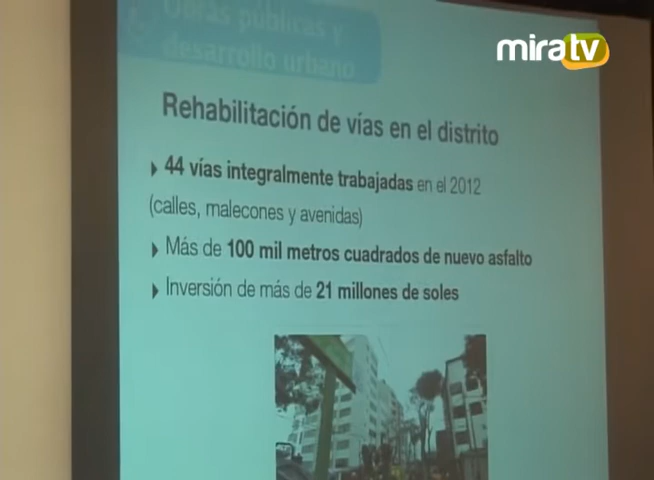 miratv
Obras públicas y
desarrollo urbano
Rehabilitación de vías en el distrito
44 vías integralmente trabajadas en el 2012
(calles, malecones y avenidas)
Más de 100 mil metros cuadrados de nuevo asfalto
Inversión de más de 21 millones de soles